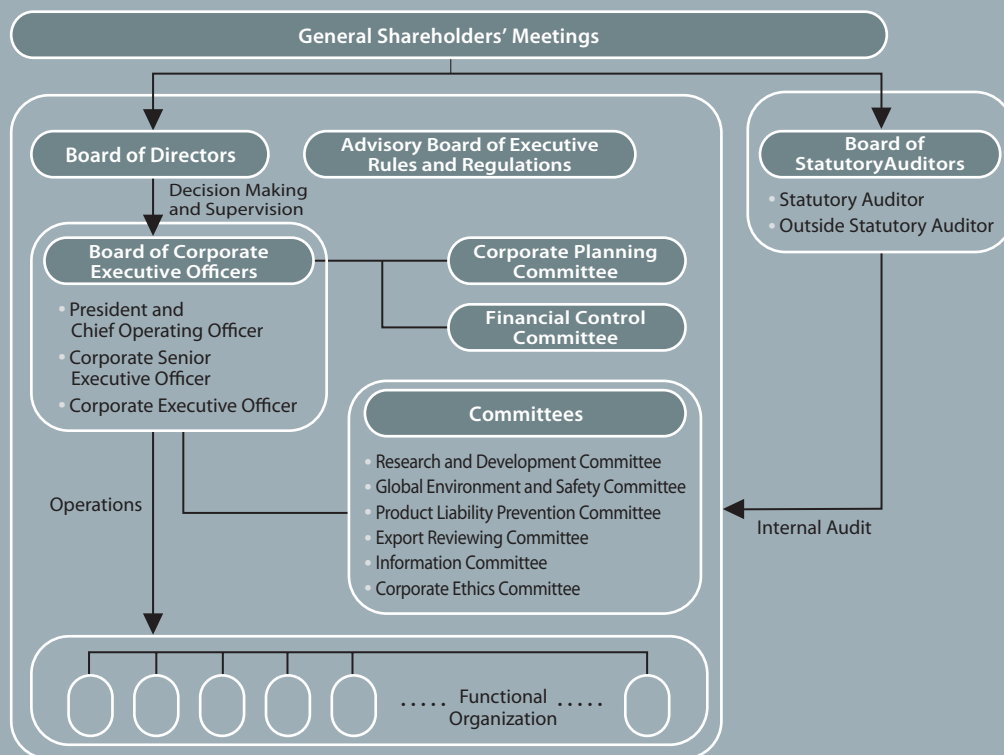 General Shareholders' Meetings
Board of Directors
Advisory Board of Executive
Rules and Regulations
Board of
StatutoryAuditors
• Statutory Auditor
• Outside Statutory Auditor
Decision Making
and Supervision
Board of Corporate
Executive Officers
• President and
Chief Operating Officer
• Corporate Senior
Executive Officer
• Corporate Executive Officer
Corporate Planning
Committee
Financial Control
Committee
Committees
• Research and Development Committee
• Global Environment and Safety Committee
• Product Liability Prevention Committee
• Export Reviewing Committee
• Information Committee
• Corporate Ethics Committee
Operations
Internal Audit
..... Functional .....
Organization